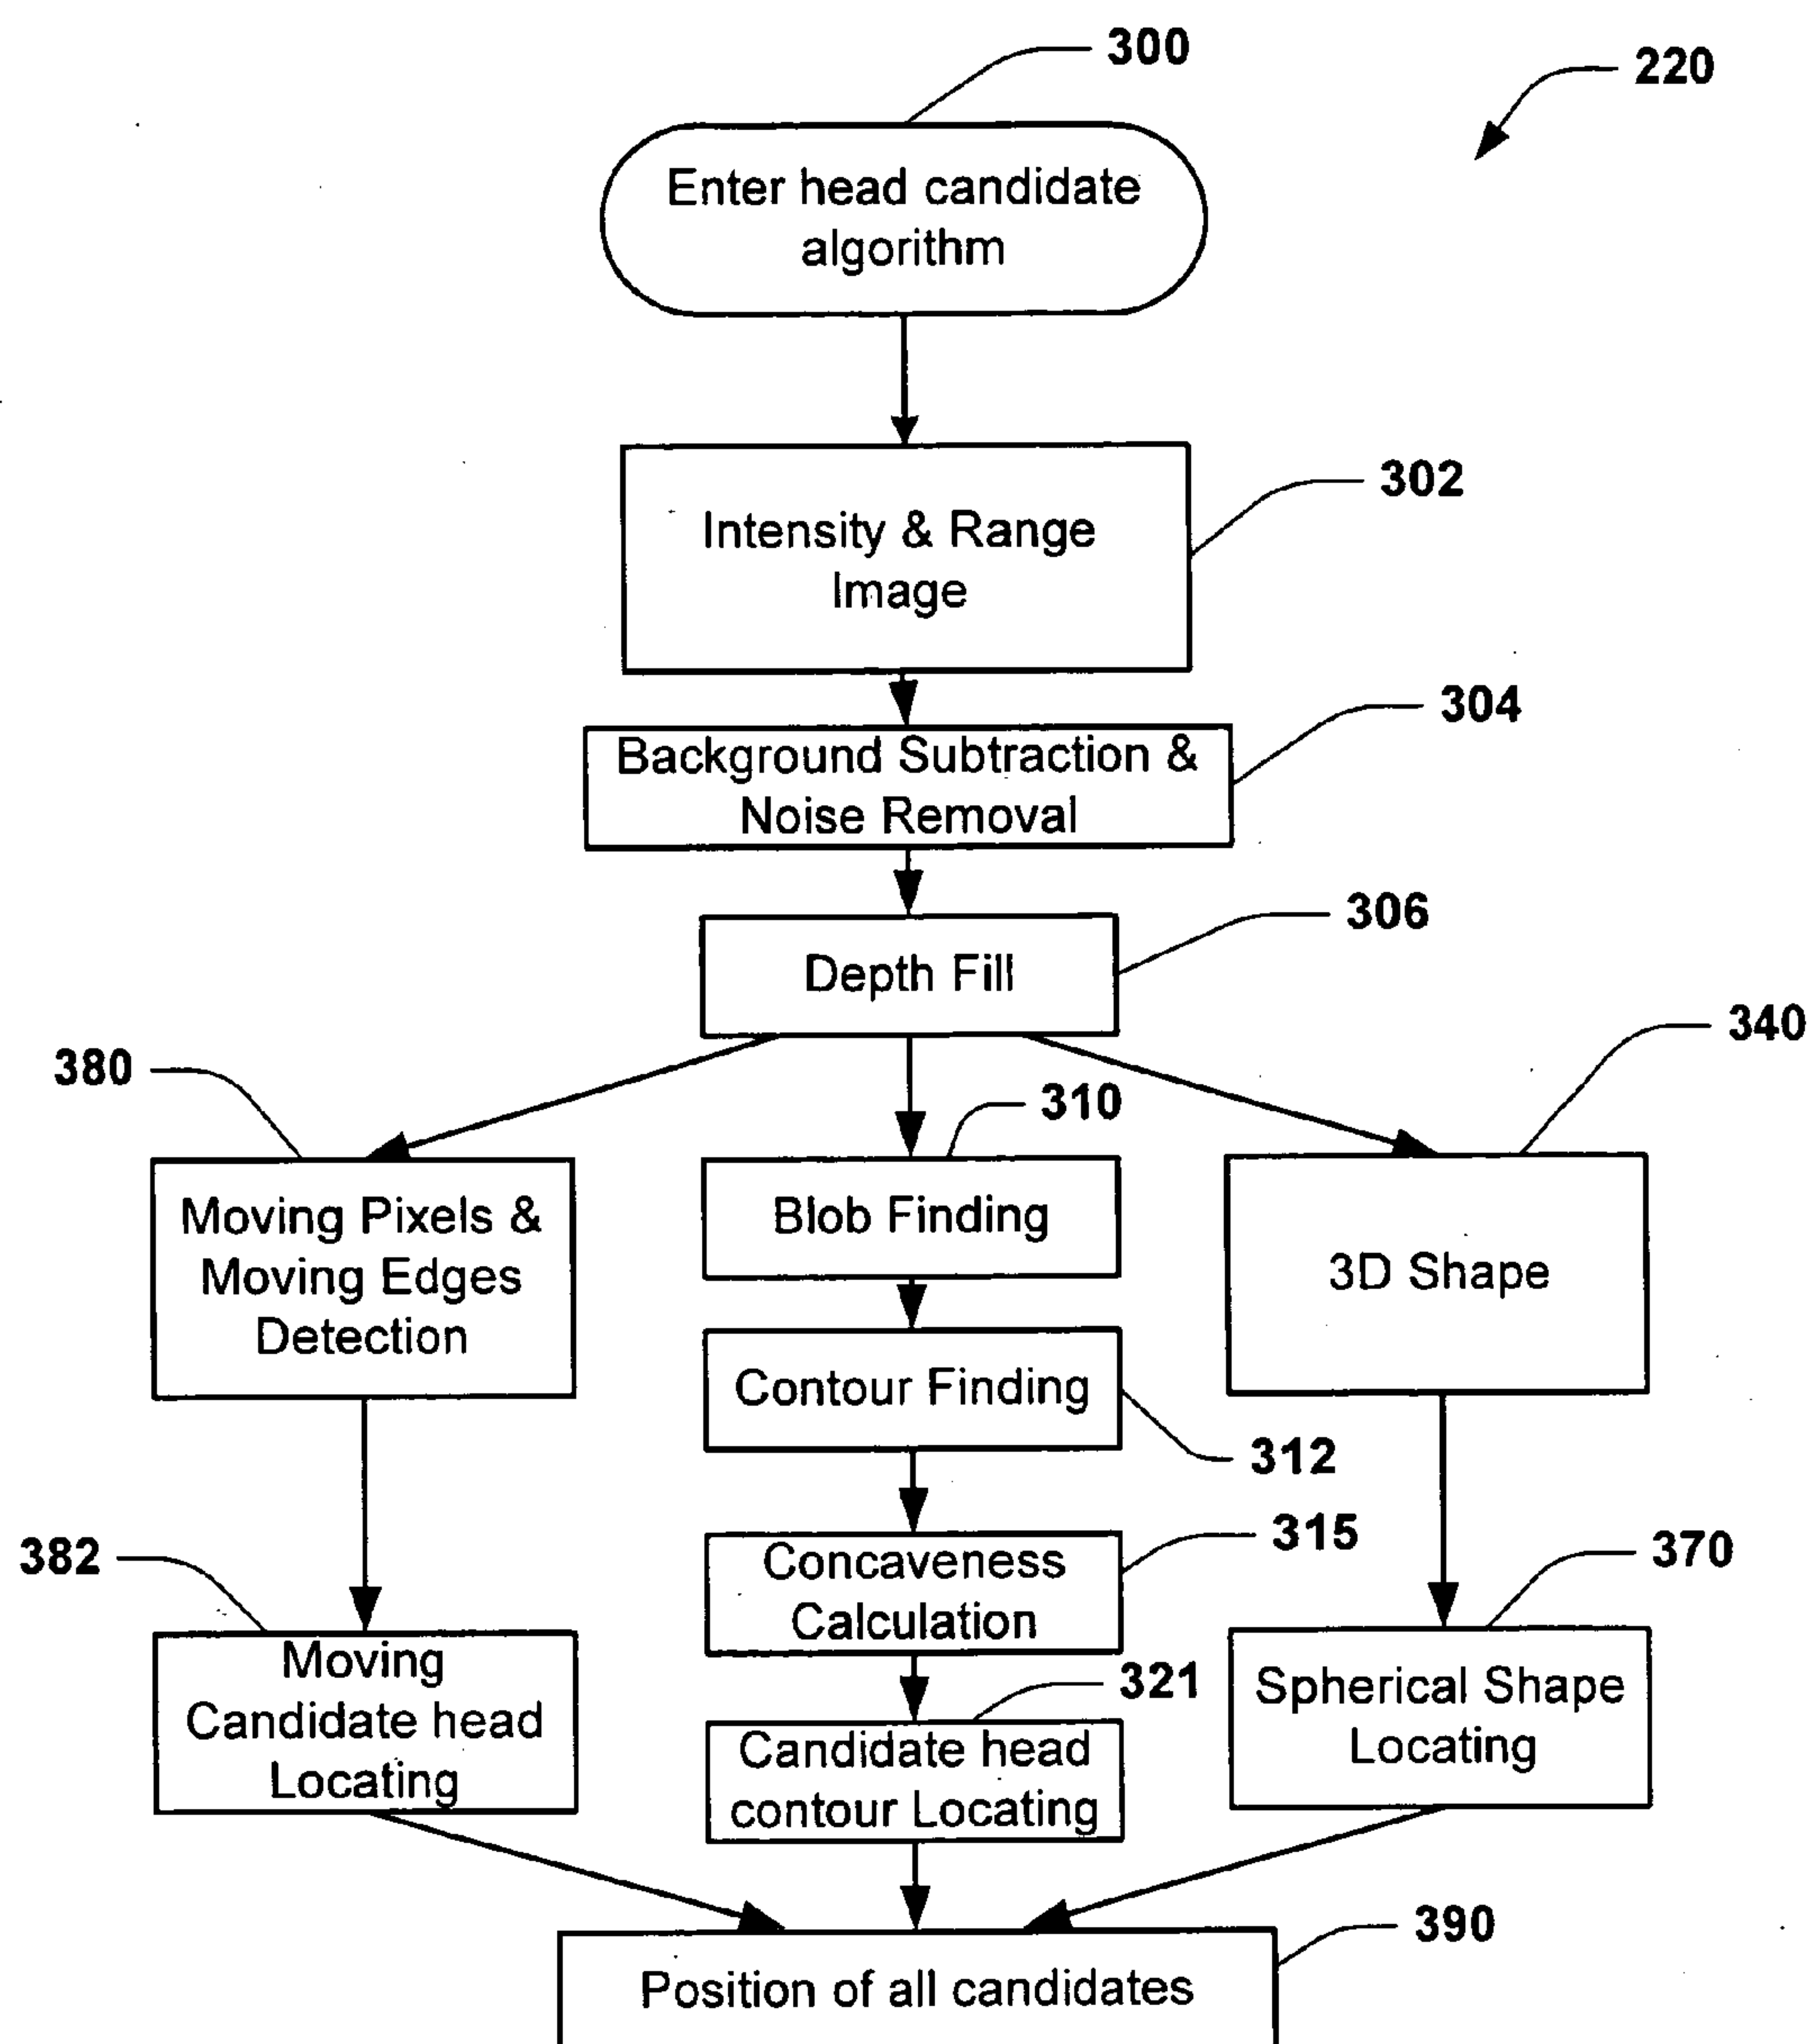 300
220
Enter head candidate
algorithm
302
Intensity & Range
Image
304
Background Subtraction &
Noise Removal
306
Depth Fill
380
310
340
Moving Pixels &
Moving Edges
Detection
Blob Finding
3D Shape
Contour Finding
312
382
315
370
Concaveness
Calculation
Moving
Candidate head
Locating
321
Candidate head
contour Locating
Spherical Shape
Locating
390
Position of all candidates